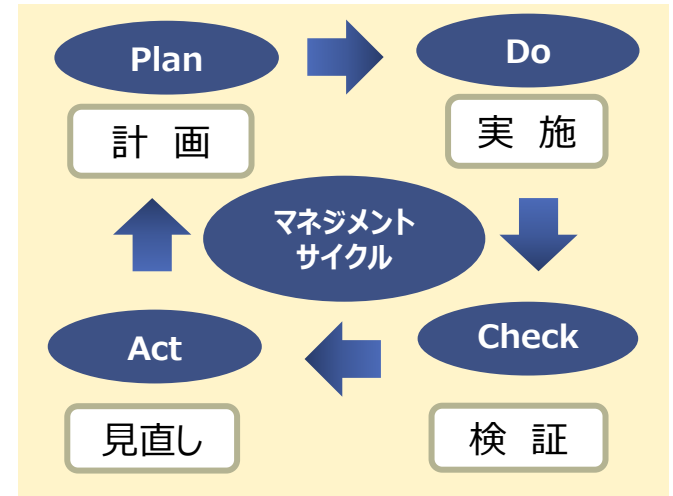 Plan
Do
計 画
実 施
マネジメント
サイクル
Act
Check
見直し
検 証